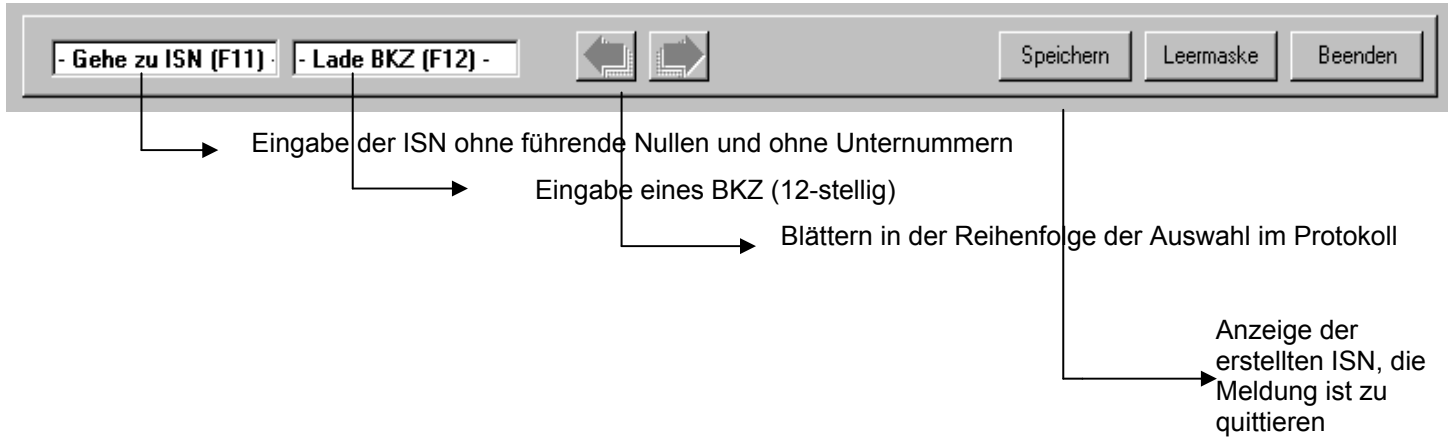 - Gehe zu ISN (F11) -
- Lade BKZ (F12) -
Speichern
Leermaske
Beenden
Eingabe der ISN ohne führende Nullen und ohne Unternummern
Eingabe eines BKZ (12-stellig)
Blättern in der Reihenfolge der Auswahl im Protokoll
Anzeige der
erstellten ISN, die
Meldung ist zu
quittieren